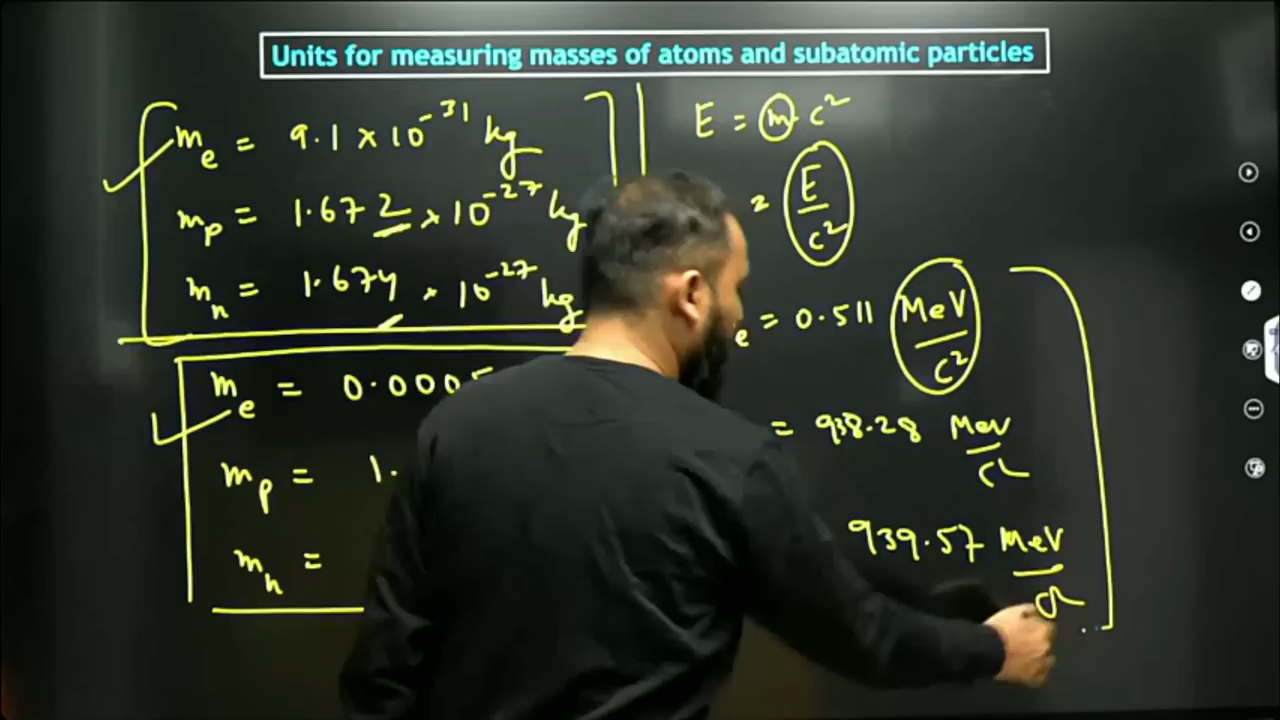 Units for measuring masses of atoms and subatomic particles
mₑ = 9.1 × 10⁻³¹ kg
mₚ = 1.672 × 10⁻²⁷ kg
mₙ = 1.674 × 10⁻²⁷ kg
mₑ = 0.0005
mₚ = 1.
mₙ =
E = m·c²
= E/c²
ₑ = 0.511 MeV/c²
= 938.28 MeV/c²
939.57 MeV/c²